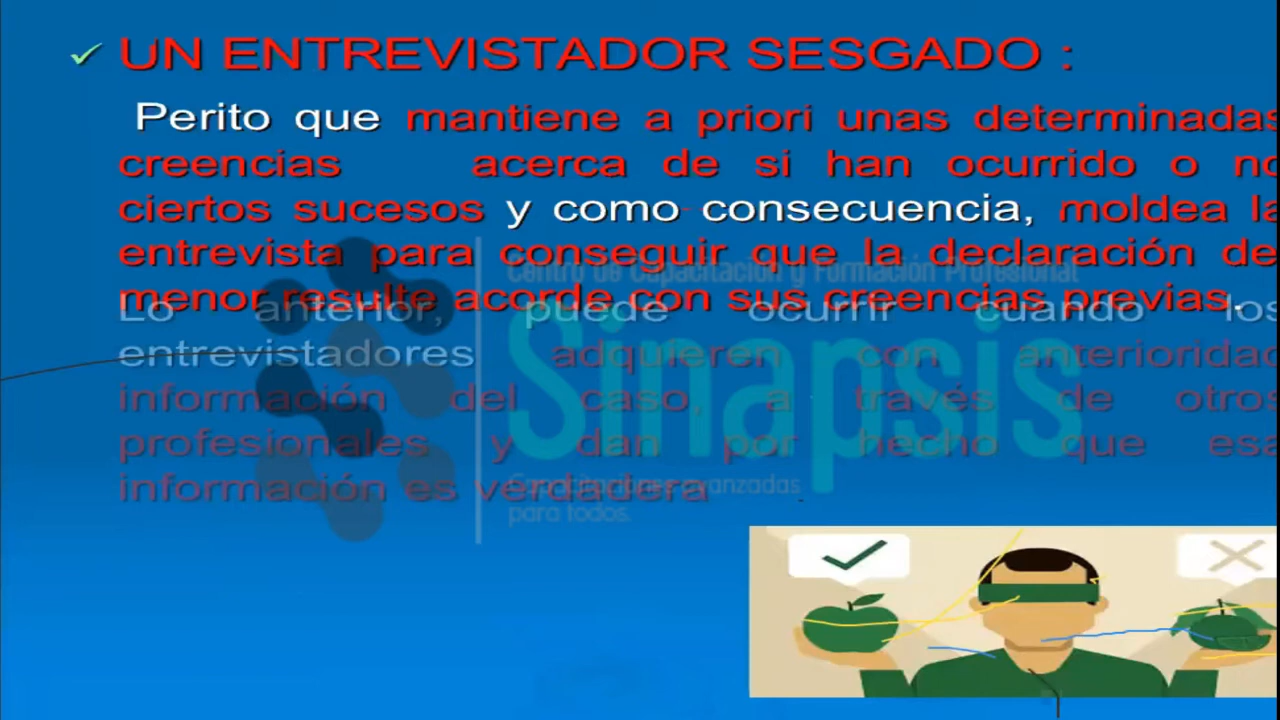 UN ENTREVISTADOR SESGADO :
Perito que mantiene a priori unas determinadas
creencias acerca de si han ocurrido o no
ciertos sucesos y como consecuencia, moldea la
entrevista para conseguir que la declaración de
menor resulte acorde con sus creencias previas.
Lo anterior, puede ocurrir cuando los
entrevistadores adquieren con anterioridad
información del caso, a través de otros
profesionales y dan por hecho que esa
información es verdadera
Centro de Capacitación y Formación Profesional
Sinapsis
Capacitaciones avanzadas
para todos.